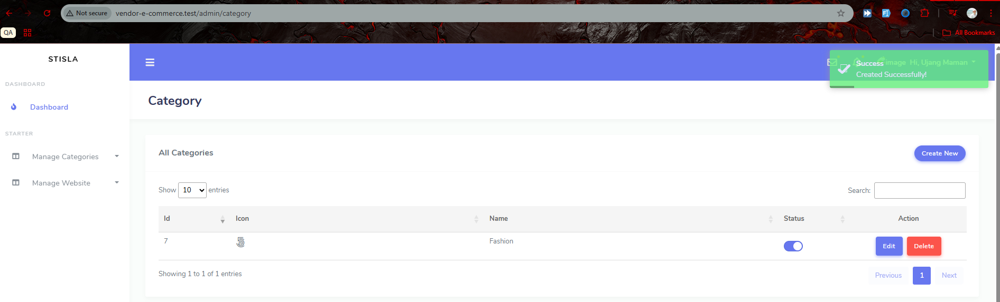 Not secure
vendor-e-commerce.test/admin/category
QA
All Bookmarks
STISLA
image Hi, Ujang Maman
Success
Created Successfully!
DASHBOARD
Dashboard
STARTER
Manage Categories
Manage Website
Category
All Categories
Create New
Show 10 entries
Search:
Id Icon Name Status Action
7 Fashion Edit Delete
Showing 1 to 1 of 1 entries
Previous 1 Next